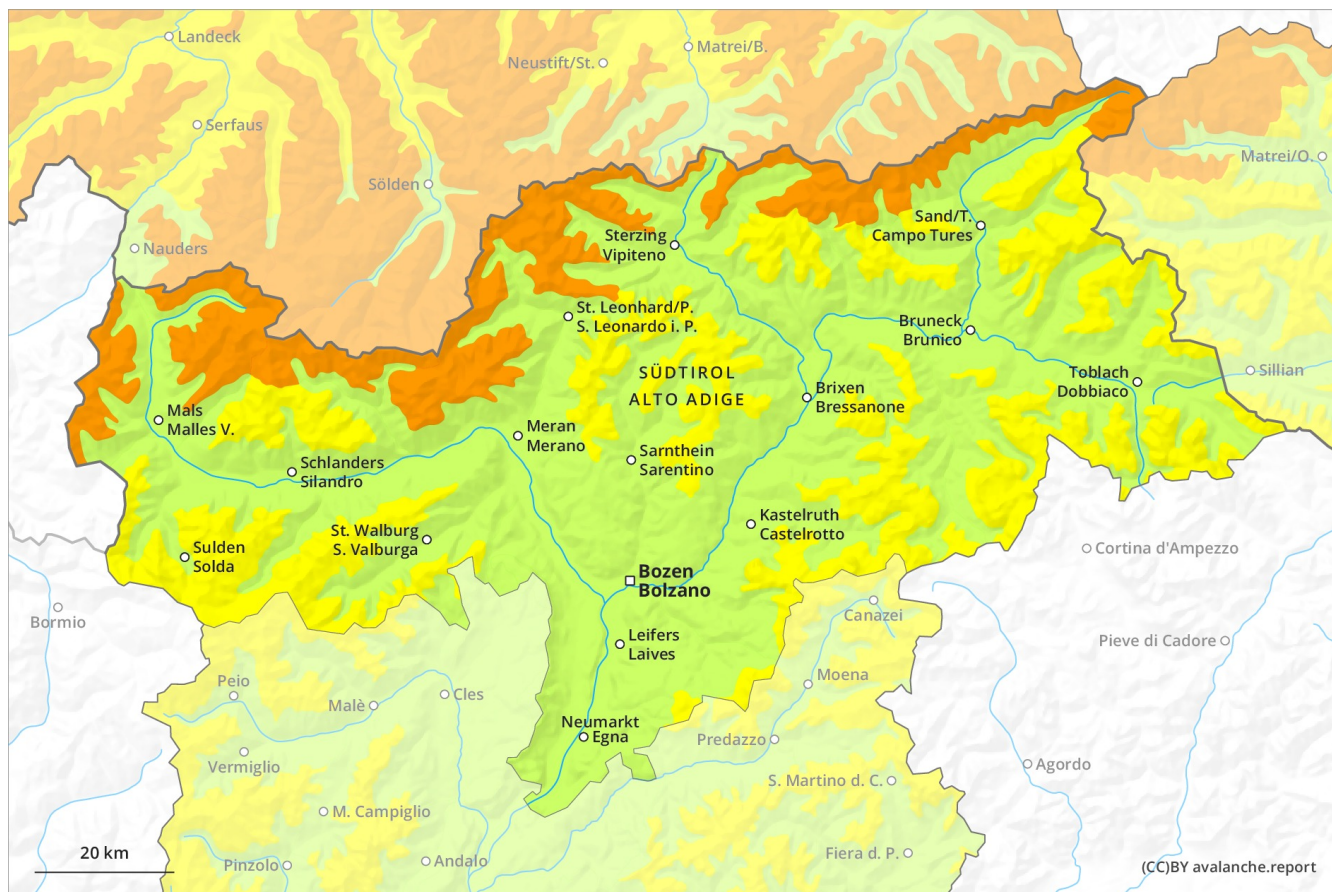 Landeck
Matrei/B.
Neustift/St.
Serfaus
Matrei/O.
Sölden
Nauders
Sand/T.
Campo Tures
Sterzing
Vipiteno
St. Leonhard/P.
S. Leonardo i. P.
Bruneck
Brunico
SÜDTIROL
ALTO ADIGE
Toblach
Dobbiaco
Sillian
Brixen
Bressanone
Mals
Malles V.
Meran
Merano
Sarnthein
Sarentino
Schlanders
Silandro
Kastelruth
Castelrotto
St. Walburg
S. Valburga
Sulden
Solda
Cortina d'Ampezzo
Bozen
Bolzano
Bormio
Canazei
Leifers
Laives
Pieve di Cadore
Peio
Moena
Malè
Cles
Neumarkt
Egna
Predazzo
Vermiglio
Agordo
S. Martino d. C.
M. Campiglio
20 km
Pinzolo
Andalo
Fiera d. P.
(CC)BY avalanche.report